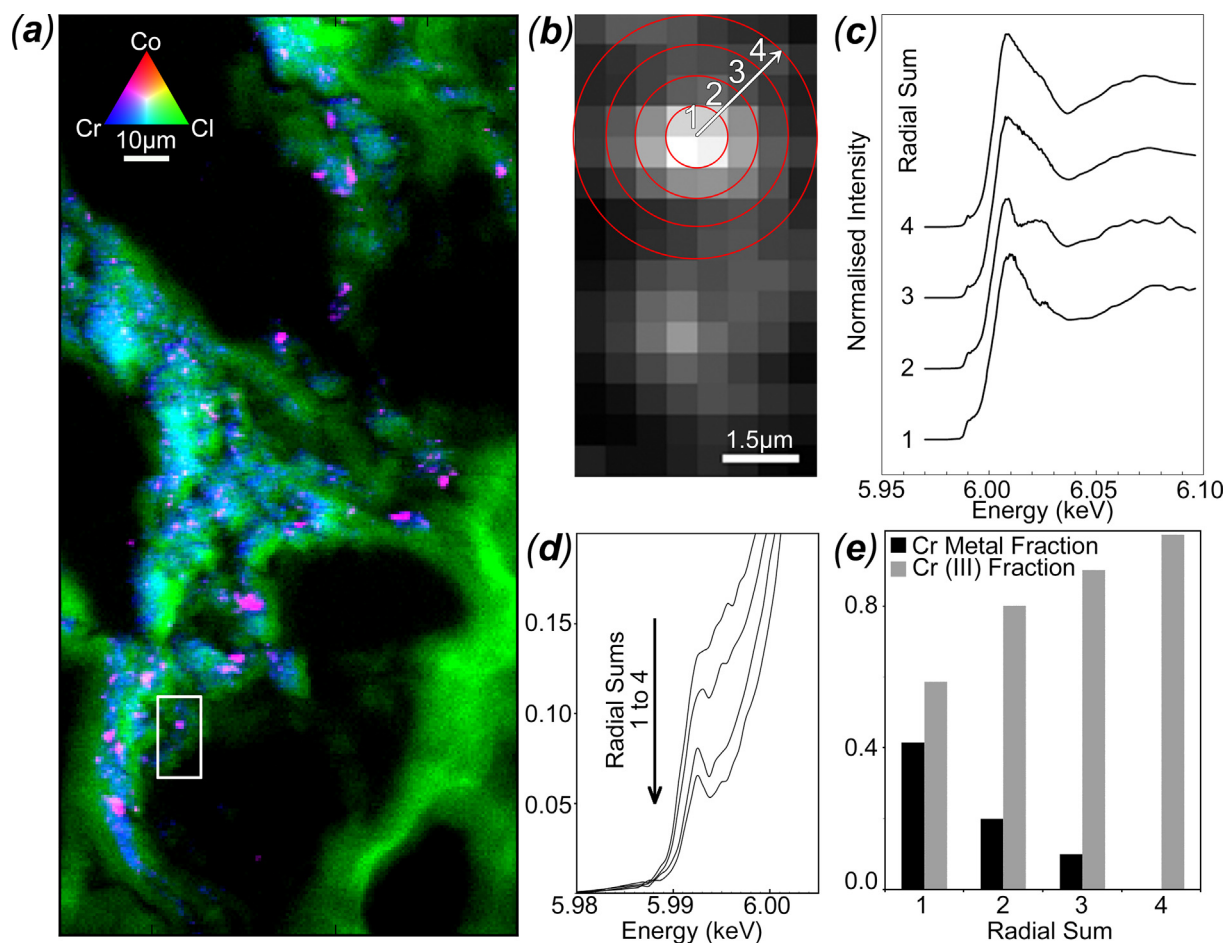 (a)
Co
Cr
Cl
10μm
(b)
4
3
2
1
1.5μm
(c)
Radial Sum
Normalised Intensity
4
3
2
1
5.95
6.00
6.05
6.10
Energy (keV)
(d)
0.15
0.10
0.05
Radial Sums
1 to 4
5.98
5.99
6.00
Energy (keV)
(e)
Cr Metal Fraction
Cr (III) Fraction
0.8
0.4
0.0
1
2
3
4
Radial Sum